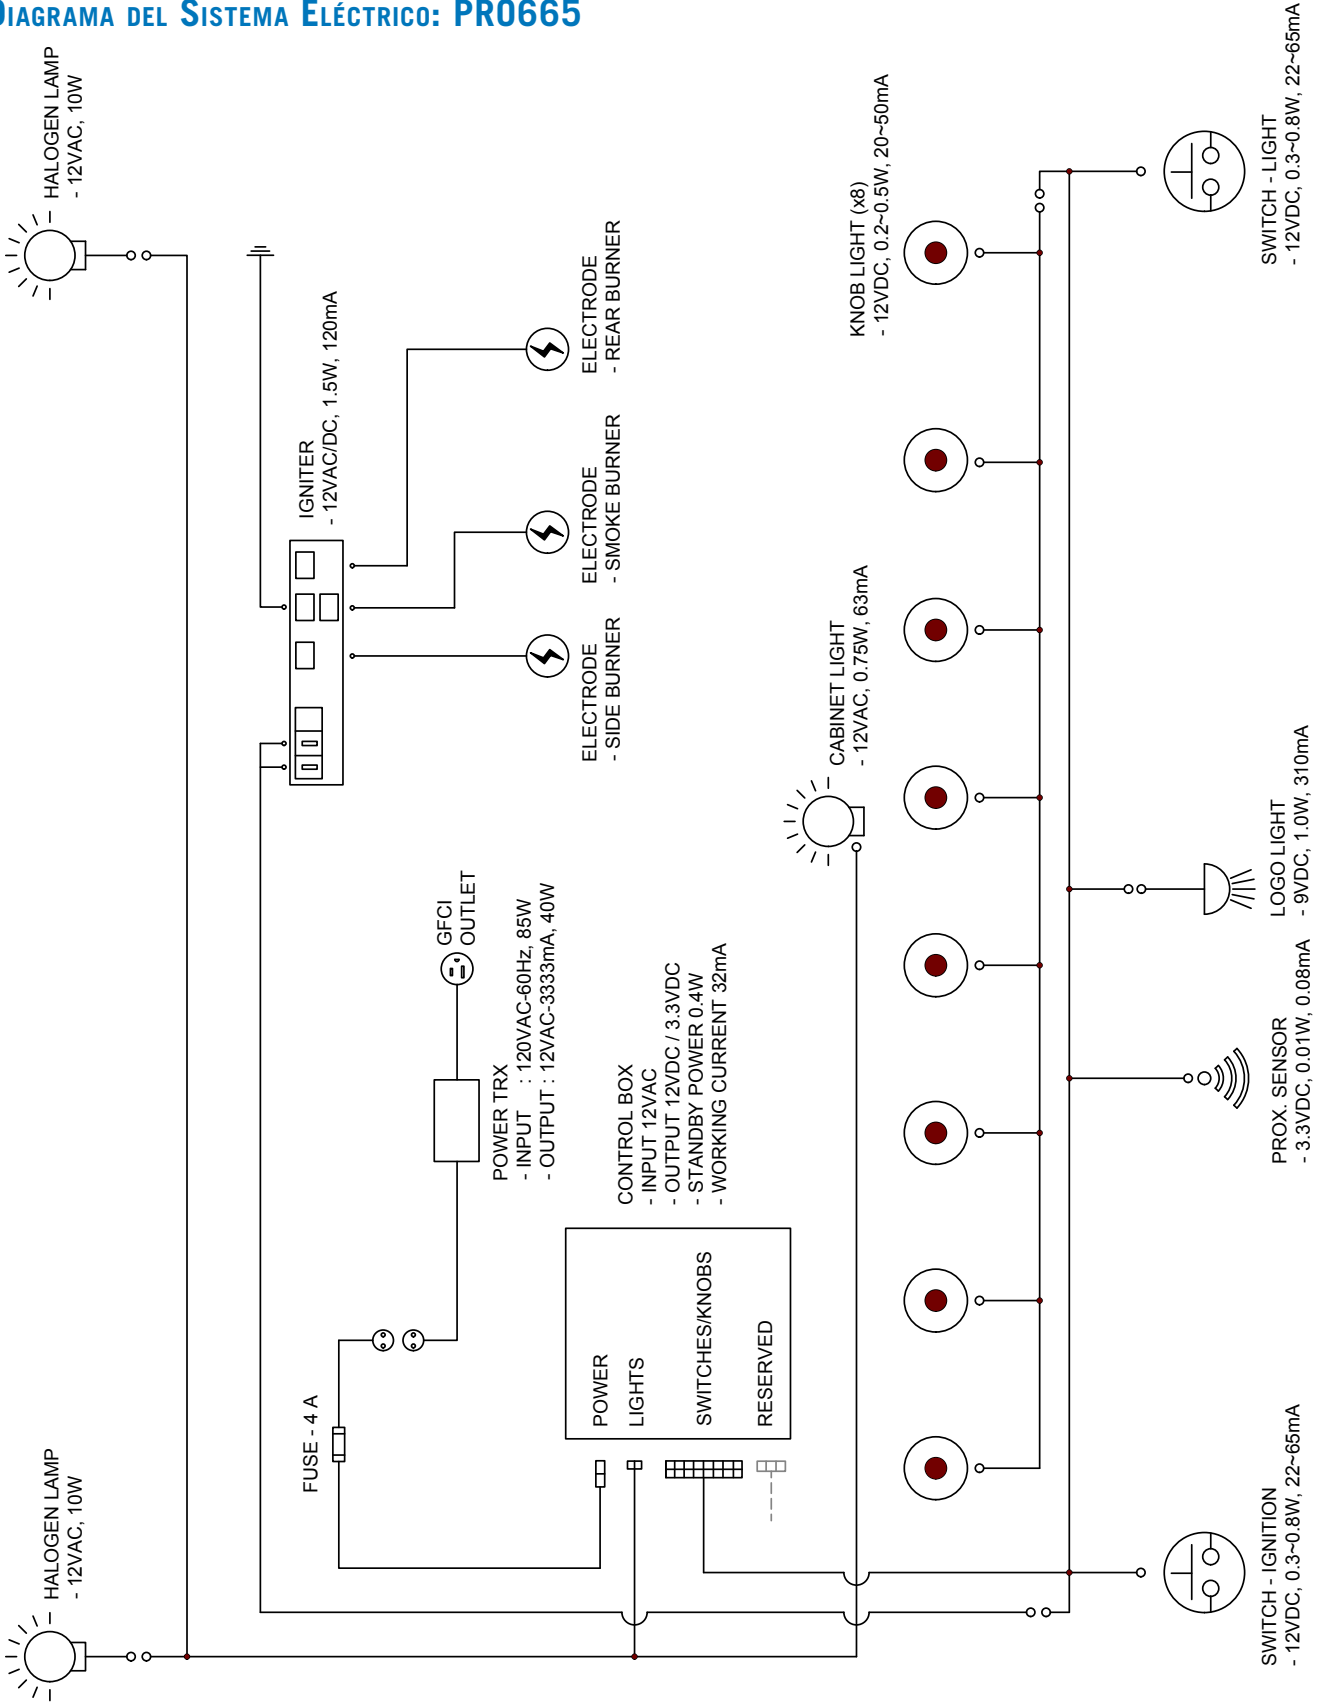 DIAGRAMA DEL SISTEMA ELÉCTRICO: PRO665
HALOGEN LAMP
- 12VAC, 10W
HALOGEN LAMP
- 12VAC, 10W
FUSE - 4 A
IGNITER
- 12VAC/DC, 1.5W, 120mA
GFCI
OUTLET
POWER TRX
- INPUT : 120VAC-60Hz, 85W
- OUTPUT : 12VAC-3333mA, 40W
ELECTRODE
- SIDE BURNER
ELECTRODE
- SMOKE BURNER
ELECTRODE
- REAR BURNER
CONTROL BOX
- INPUT 12VAC
- OUTPUT 12VDC / 3.3VDC
- STANDBY POWER 0.4W
- WORKING CURRENT 32mA
POWER
LIGHTS
SWITCHES/KNOBS
RESERVED
CABINET LIGHT
- 12VAC, 0.75W, 63mA
KNOB LIGHT (x8)
- 12VDC, 0.2~0.5W, 20~50mA
SWITCH - IGNITION
- 12VDC, 0.3~0.8W, 22~65mA
PROX. SENSOR
- 3.3VDC, 0.01W, 0.08mA
LOGO LIGHT
- 9VDC, 1.0W, 310mA
SWITCH - LIGHT
- 12VDC, 0.3~0.8W, 22~65mA